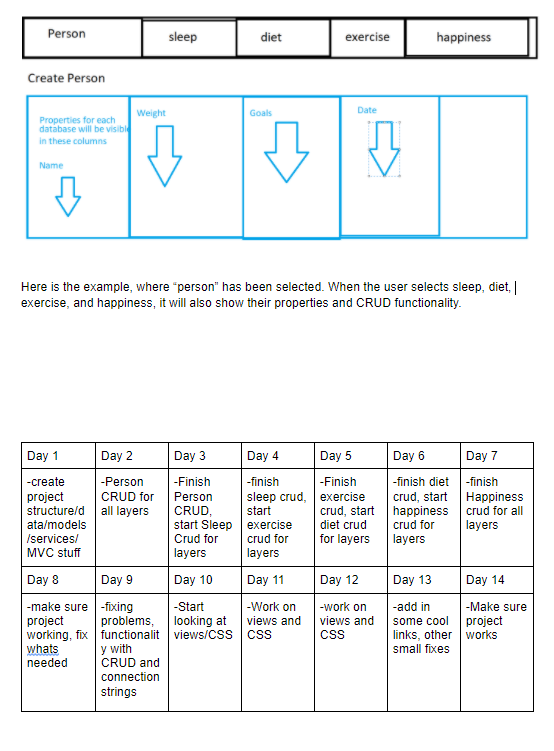 Person
sleep
diet
exercise
happiness
Create Person
Properties for each
database will be visible
in these columns
Name
Weight
Goals
Date
Here is the example, where “person” has been selected. When the user selects sleep, diet,
exercise, and happiness, it will also show their properties and CRUD functionality.
Day 1
Day 2
Day 3
Day 4
Day 5
Day 6
Day 7
-create
project
structure/d
ata/models
/services/
MVC stuff
-Person
CRUD for
all layers
-Finish
Person
CRUD,
start Sleep
Crud for
layers
-finish
sleep crud,
start
exercise
crud for
layers
-Finish
exercise
crud, start
diet crud
for layers
-finish diet
crud, start
happiness
crud for
layers
-finish
Happiness
crud for all
layers
Day 8
Day 9
Day 10
Day 11
Day 12
Day 13
Day 14
-make sure
project
working, fix
whats
needed
-fixing
problems,
functionalit
y with
CRUD and
connection
strings
-Start
looking at
views/CSS
-Work on
views and
CSS
-work on
views and
CSS
-add in
some cool
links, other
small fixes
-Make sure
project
works